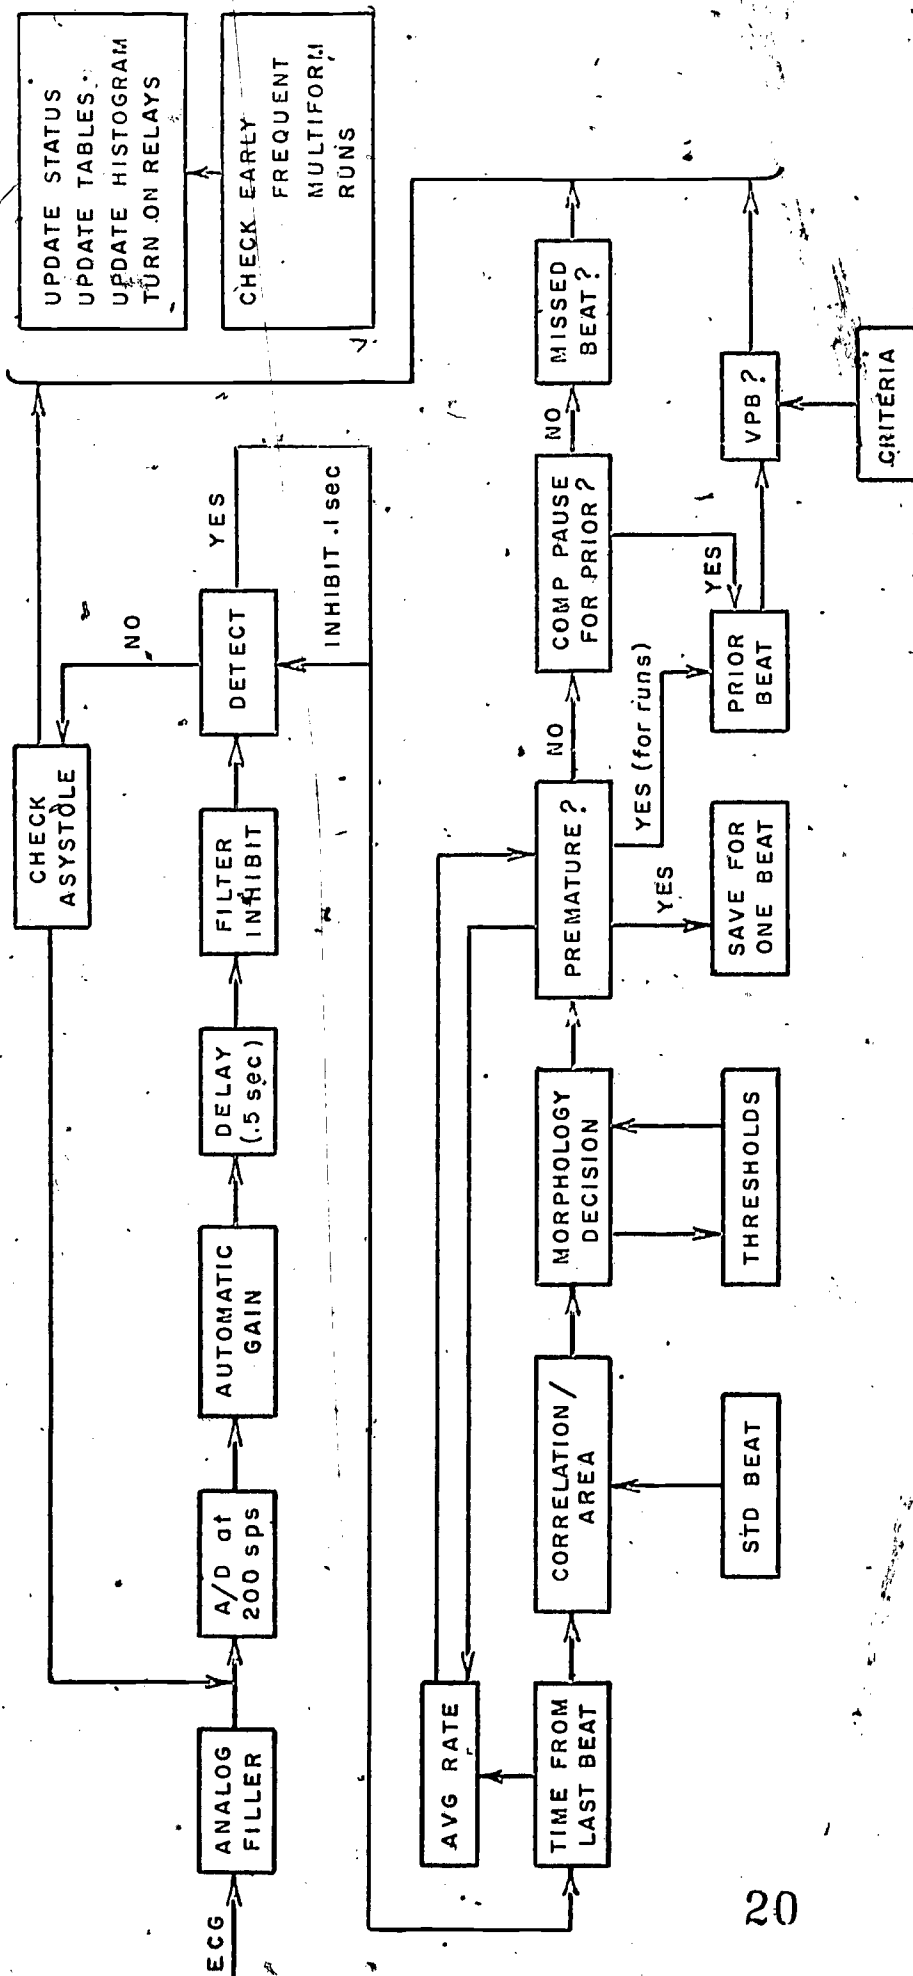 ECG
ANALOG
FILLER
A/D at
200 sps
AUTOMATIC
GAIN
DELAY
(.5 sec)
FILTER
INHIBIT
DETECT
NO
YES
INHIBIT .1 sec
CHECK
ASYSTOLE
UPDATE STATUS
UPDATE TABLES
UPDATE HISTOGRAM
TURN ON RELAYS
CHECK EARLY
FREQUENT
MULTIFORM
RUNS
AVG RATE
TIME FROM
LAST BEAT
CORRELATION/
AREA
STD BEAT
MORPHOLOGY
DECISION
THRESHOLDS
PREMATURE?
NO
YES
YES (for runs)
SAVE FOR
ONE BEAT
COMP PAUSE
FOR PRIOR?
NO
YES
PRIOR
BEAT
MISSED
BEAT?
VPB?
CRITERIA
20